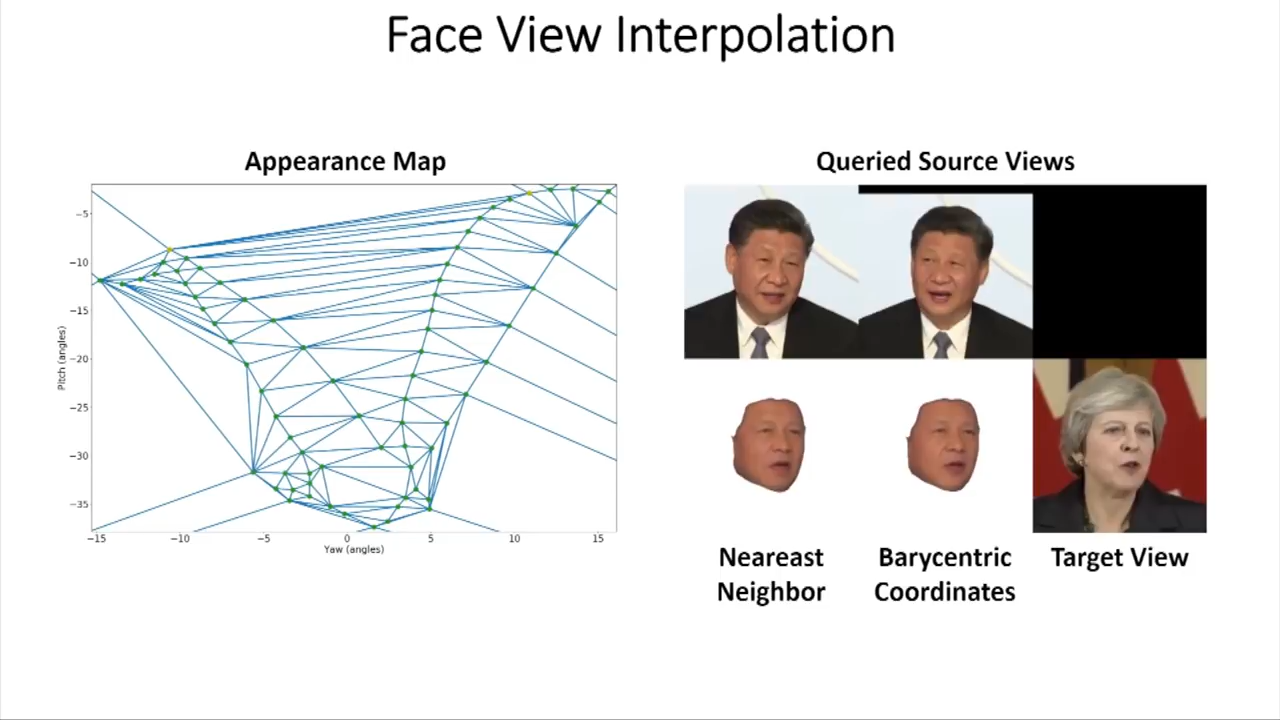 Face View Interpolation
Appearance Map
Queried Source Views
−5
−10
−15
−20
−25
−30
−35
Pitch (angles)
−15
−10
−5
0
5
10
15
Yaw (angles)
Neareast
Neighbor
Barycentric
Coordinates
Target View